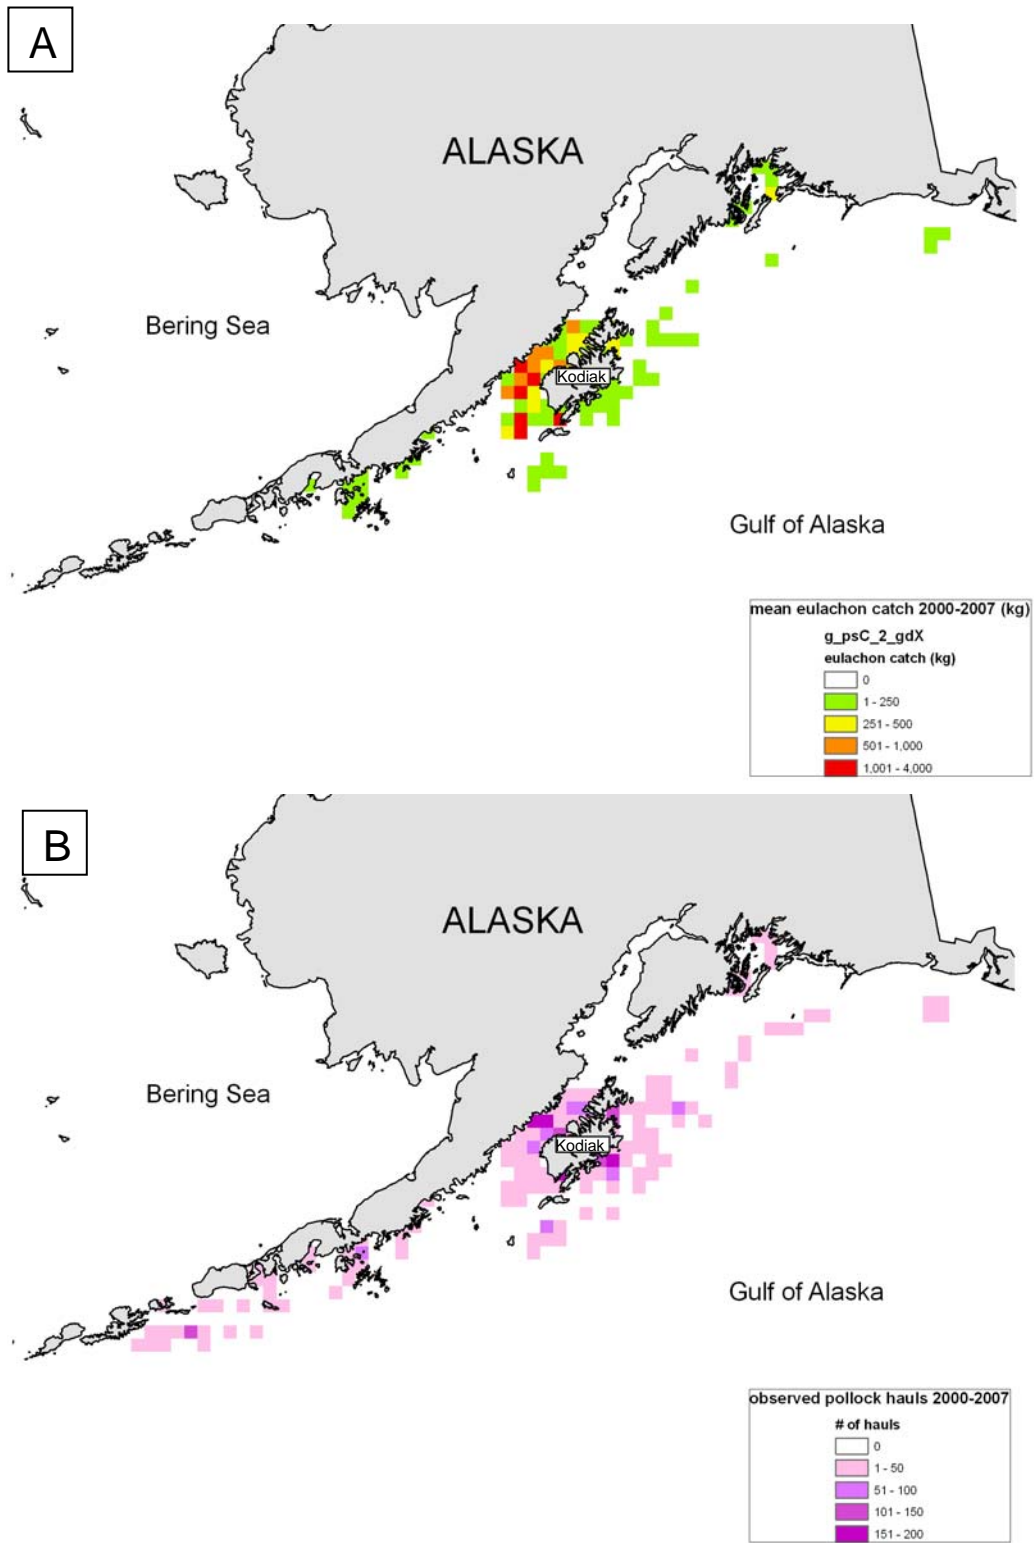 A
ALASKA
Bering Sea
Kodiak
Gulf of Alaska
mean eulachon catch 2000-2007 (kg)
g_psC_2_gdX
eulachon catch (kg)
0
1 - 250
251 - 500
501 - 1,000
1,001 - 4,000
B
ALASKA
Bering Sea
Kodiak
Gulf of Alaska
observed pollock hauls 2000-2007
# of hauls
0
1 - 50
51 - 100
101 - 150
151 - 200